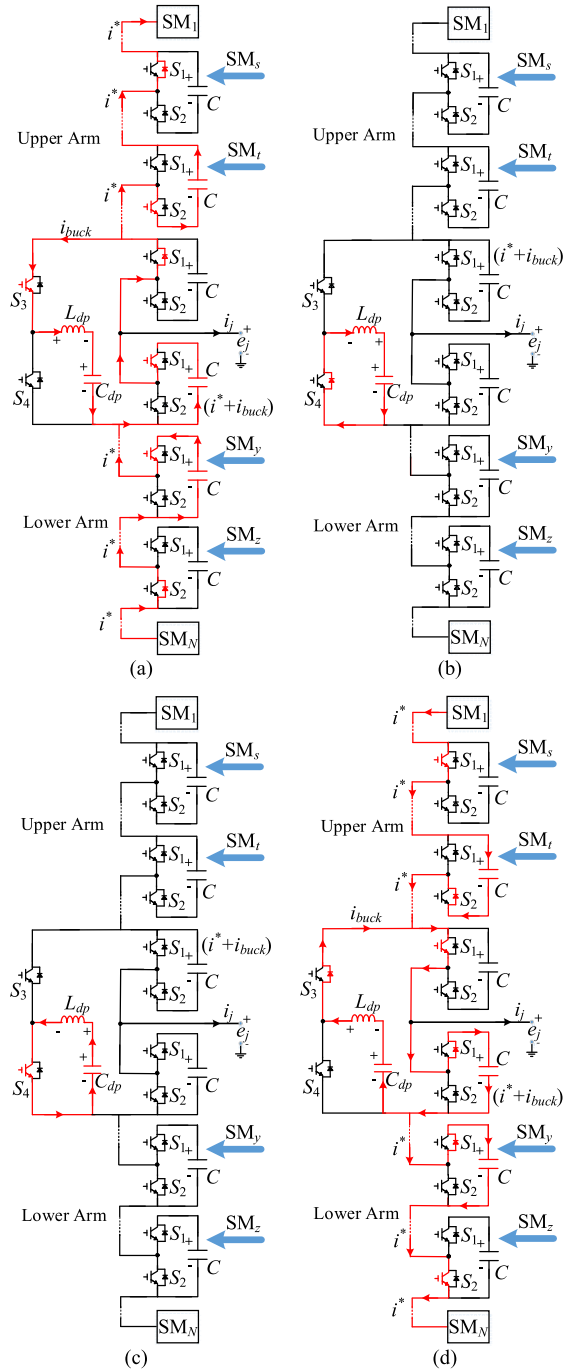 i* SM1
S1 + SMs
i* - C
S2
Upper Arm
S1 + SMt
i* - C
S2
ibuck
S1 +
S3 - C
S2
Ldp
+ - ij +
ej
-
+ S1 +
S4 - Cdp - C
S2 (i*+ibuck)
i* S1 + SMy
- C
S2
Lower Arm
i* S1 + SMz
- C
S2
i*
SMN
(a)
SM1
S1 + SMs
- C
S2
Upper Arm
S1 + SMt
- C
S2
S1 + (i*+ibuck)
S3 - C
S2
Ldp
+ - ij +
ej
-
+ S1 +
S4 - Cdp - C
S2
S1 + SMy
- C
S2
Lower Arm
S1 + SMz
- C
S2
SMN
(b)
SM1
S1 + SMs
- C
S2
Upper Arm
S1 + SMt
- C
S2
S1 + (i*+ibuck)
S3 - C
S2
Ldp
- + ij +
ej
-
+ S1 +
S4 - Cdp - C
S2
S1 + SMy
- C
S2
Lower Arm
S1 + SMz
- C
S2
SMN
(c)
i* SM1
S1 + SMs
i* - C
S2
Upper Arm
S1 + SMt
i* - C
S2
ibuck
S1 +
S3 - C
S2
Ldp
- + ij +
ej
-
+ S1 +
S4 - Cdp - C
S2 (i*+ibuck)
i* S1 + SMy
- C
S2
Lower Arm
i* S1 + SMz
- C
S2
i*
SMN
(d)